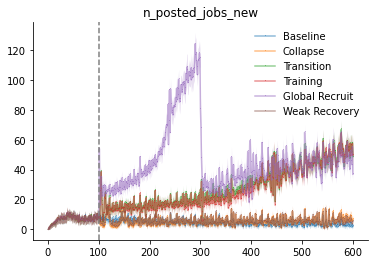 n_posted_jobs_new
120
100
80
60
40
20
0
Baseline
Collapse
Transition
Training
Global Recruit
Weak Recovery
0 100 200 300 400 500 600